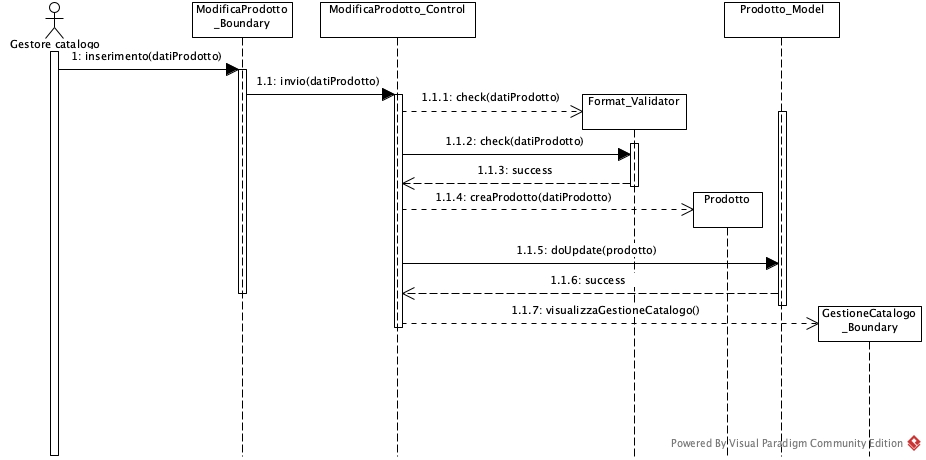 ModificaProdotto
_Boundary
ModificaProdotto_Control
Prodotto_Model
Gestore catalogo
1: inserimento(datiProdotto)
1.1: invio(datiProdotto)
1.1.1: check(datiProdotto)
Format_Validator
1.1.2: check(datiProdotto)
1.1.3: success
1.1.4: creaProdotto(datiProdotto)
Prodotto
1.1.5: doUpdate(prodotto)
1.1.6: success
1.1.7: visualizzaGestioneCatalogo()
GestioneCatalogo
_Boundary
Powered By Visual Paradigm Community Edition